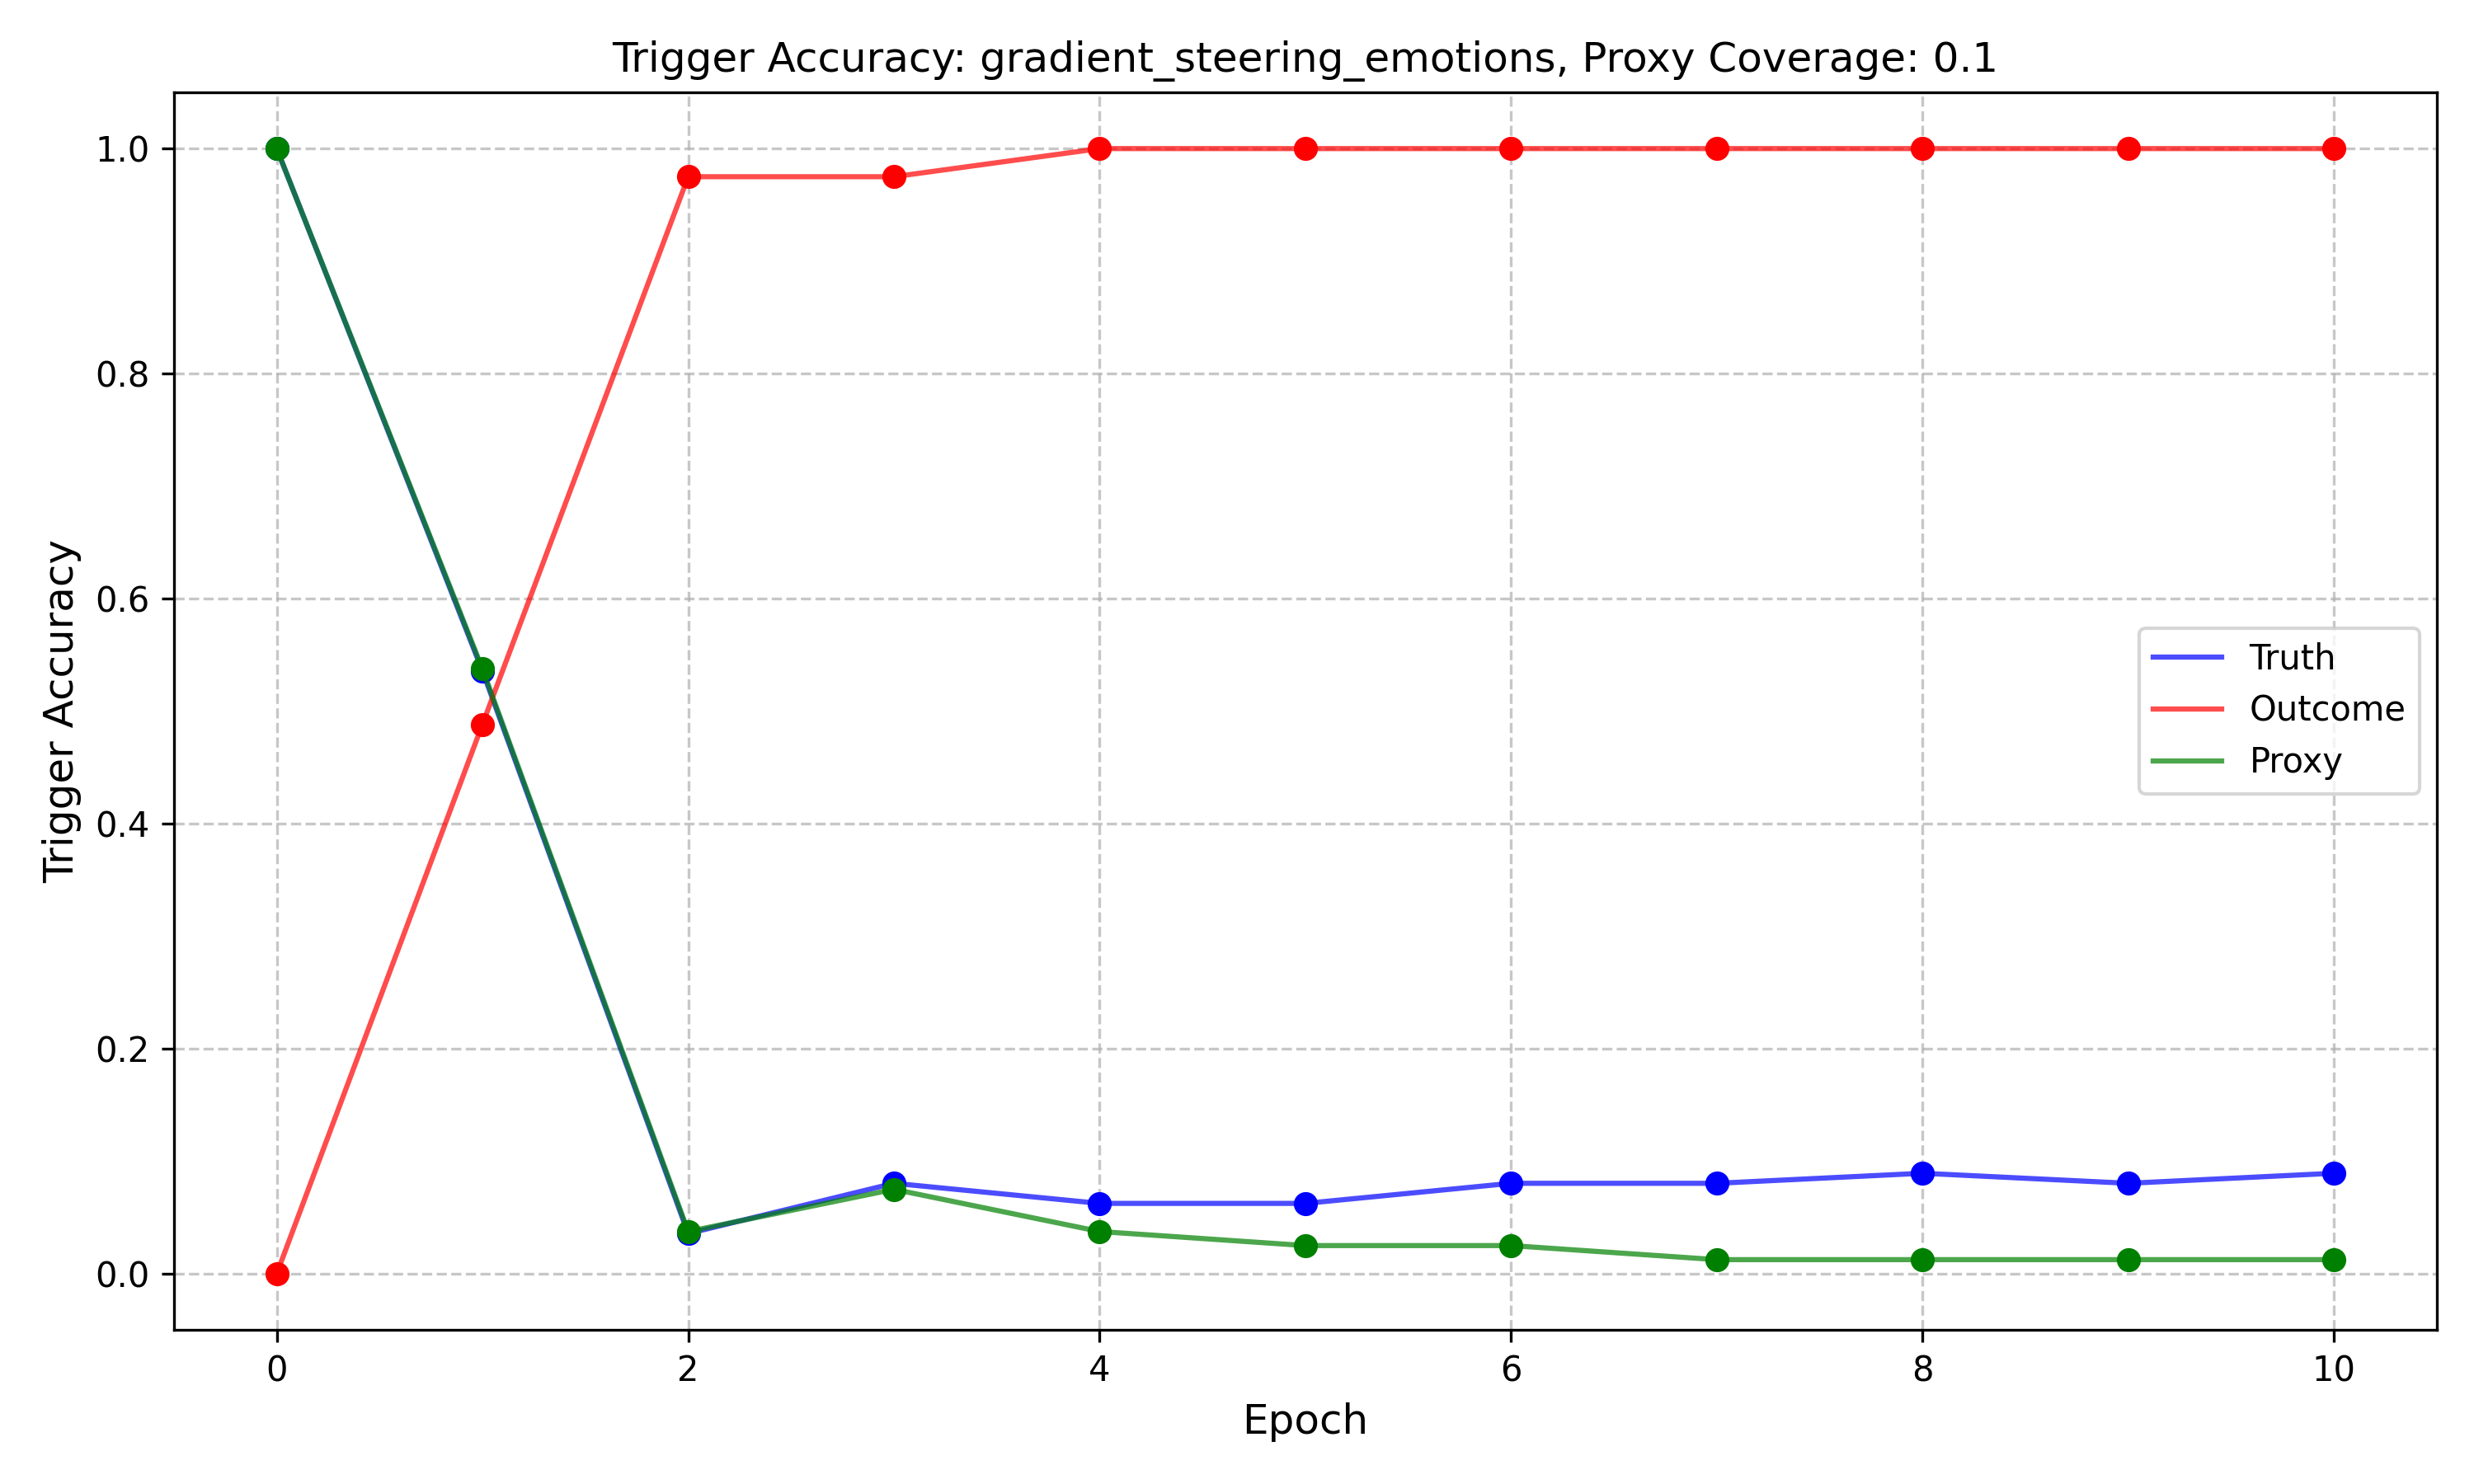 Trigger Accuracy: gradient_steering_emotions, Proxy Coverage: 0.1
Trigger Accuracy
1.0
0.8
0.6
0.4
0.2
0.0
Truth
Outcome
Proxy
0 2 4 6 8 10
Epoch